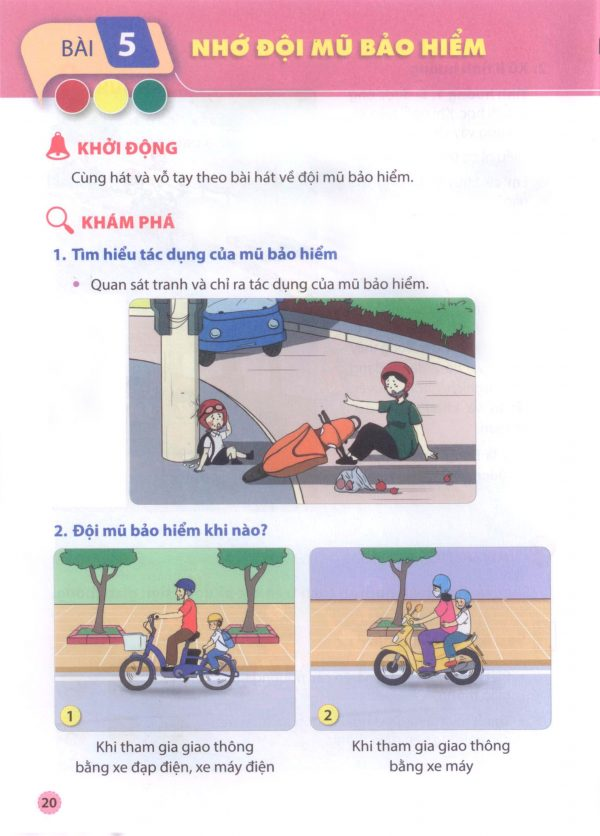 BÀI 5
NHỚ ĐỘI MŨ BẢO HIỂM
KHỞI ĐỘNG
Cùng hát và vỗ tay theo bài hát về đội mũ bảo hiểm.
KHÁM PHÁ
1. Tìm hiểu tác dụng của mũ bảo hiểm
• Quan sát tranh và chỉ ra tác dụng của mũ bảo hiểm.
2. Đội mũ bảo hiểm khi nào?
1
Khi tham gia giao thông
bằng xe đạp điện, xe máy điện
2
Khi tham gia giao thông
bằng xe máy
20